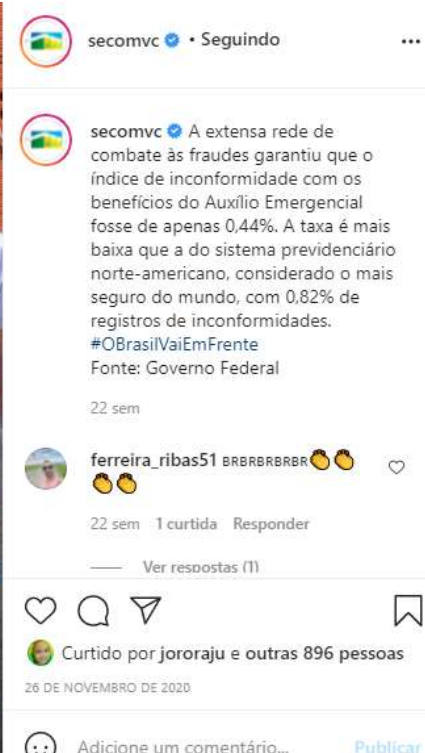 secomvc • Seguindo
secomvc A extensa rede de
combate às fraudes garantiu que o
índice de inconformidade com os
benefícios do Auxílio Emergencial
fosse de apenas 0,44%. A taxa é mais
baixa que a do sistema previdenciário
norte-americano, considerado o mais
seguro do mundo, com 0,82% de
registros de inconformidades.
#OBrasilVaiEmFrente
Fonte: Governo Federal
22 sem
ferreira_ribas51 ʙʀʙʀʙʀʙʀʙʀ👏👏
👏👏
22 sem 1 curtida Responder
Ver respostas (1)
Curtido por jororaju e outras 896 pessoas
26 DE NOVEMBRO DE 2020
Adicione um comentário... Publicar